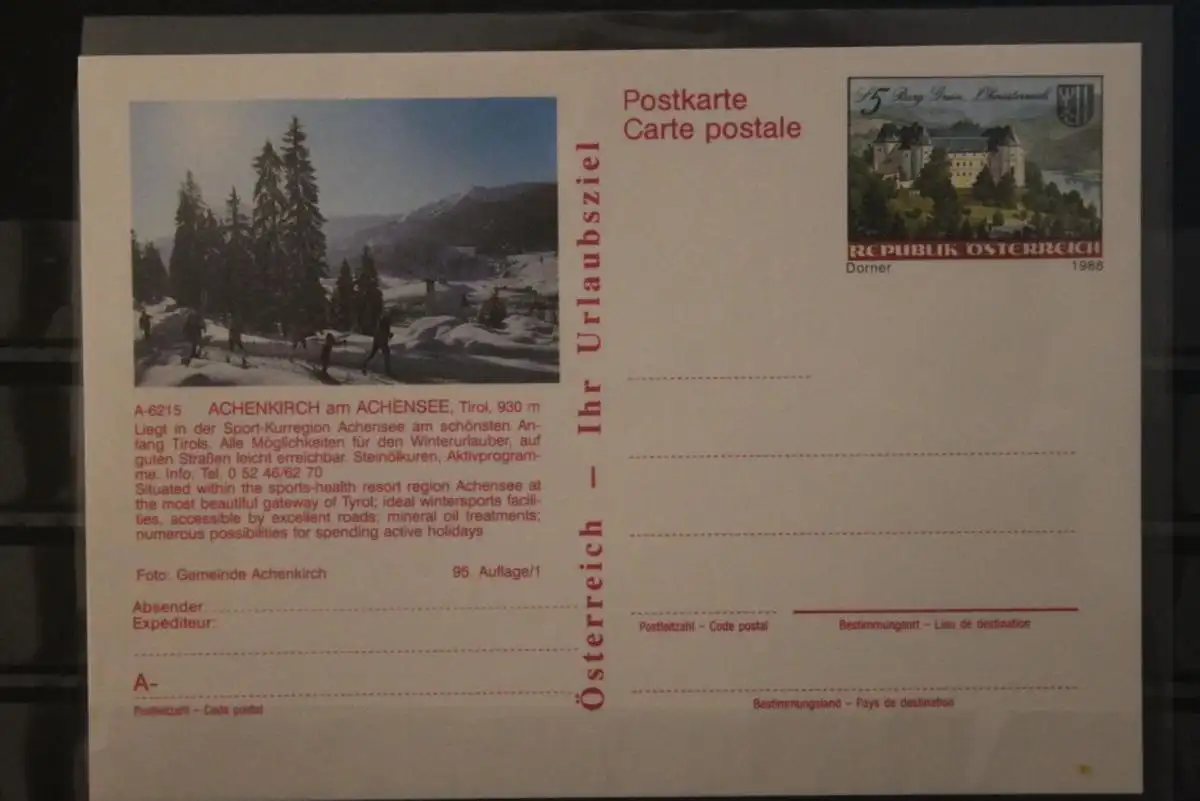 Postkarte
Carte postale
S5 Burg Grein, Oberösterreich
REPUBLIK ÖSTERREICH
Dorner 1988
A-6215 ACHENKIRCH am ACHENSEE, Tirol, 930 m
Liegt in der Sport-Kurregion Achensee am schönsten An-
fang Tirols. Alle Möglichkeiten für den Winterurlauber, auf
guten Straßen leicht erreichbar. Steinölkuren, Aktivprogram-
me. Info: Tel. 0 52 46/62 70
Situated within the sports-health resort region Achensee at
the most beautiful gateway of Tyrol; ideal wintersports facili-
ties, accessible by excellent roads; mineral oil treatments;
numerous possibilities for spending active holidays
Foto: Gemeinde Achenkirch 95. Auflage/1
Absender
Expéditeur:
A-
Postleitzahl – Code postal
Österreich – Ihr Urlaubsziel
Postleitzahl – Code postal
Bestimmungsort – Lieu de destination
Bestimmungsland – Pays de destination